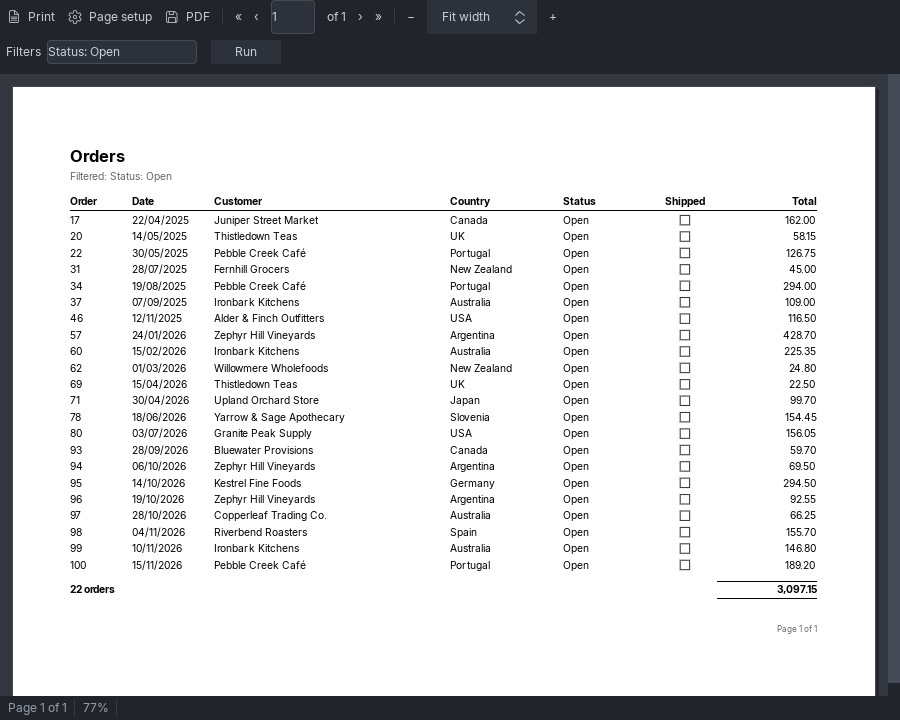 Print Page setup PDF « ‹ 1 of 1 › » − Fit width +
Filters Status: Open Run
Orders
Filtered: Status: Open
Order Date Customer Country Status Shipped Total
17 22/04/2025 Juniper Street Market Canada Open 162.00
20 14/05/2025 Thistledown Teas UK Open 58.15
22 30/05/2025 Pebble Creek Café Portugal Open 126.75
31 28/07/2025 Fernhill Grocers New Zealand Open 45.00
34 19/08/2025 Pebble Creek Café Portugal Open 294.00
37 07/09/2025 Ironbark Kitchens Australia Open 109.00
46 12/11/2025 Alder & Finch Outfitters USA Open 116.50
57 24/01/2026 Zephyr Hill Vineyards Argentina Open 428.70
60 15/02/2026 Ironbark Kitchens Australia Open 225.35
62 01/03/2026 Willowmere Wholefoods New Zealand Open 24.80
69 15/04/2026 Thistledown Teas UK Open 22.50
71 30/04/2026 Upland Orchard Store Japan Open 99.70
78 18/06/2026 Yarrow & Sage Apothecary Slovenia Open 154.45
80 03/07/2026 Granite Peak Supply USA Open 156.05
93 28/09/2026 Bluewater Provisions Canada Open 59.70
94 06/10/2026 Zephyr Hill Vineyards Argentina Open 69.50
95 14/10/2026 Kestrel Fine Foods Germany Open 294.50
96 19/10/2026 Zephyr Hill Vineyards Argentina Open 92.55
97 28/10/2026 Copperleaf Trading Co. Australia Open 66.25
98 04/11/2026 Riverbend Roasters Spain Open 155.70
99 10/11/2026 Ironbark Kitchens Australia Open 146.80
100 15/11/2026 Pebble Creek Café Portugal Open 189.20
22 orders 3,097.15
Page 1 of 1
Page 1 of 1 77%